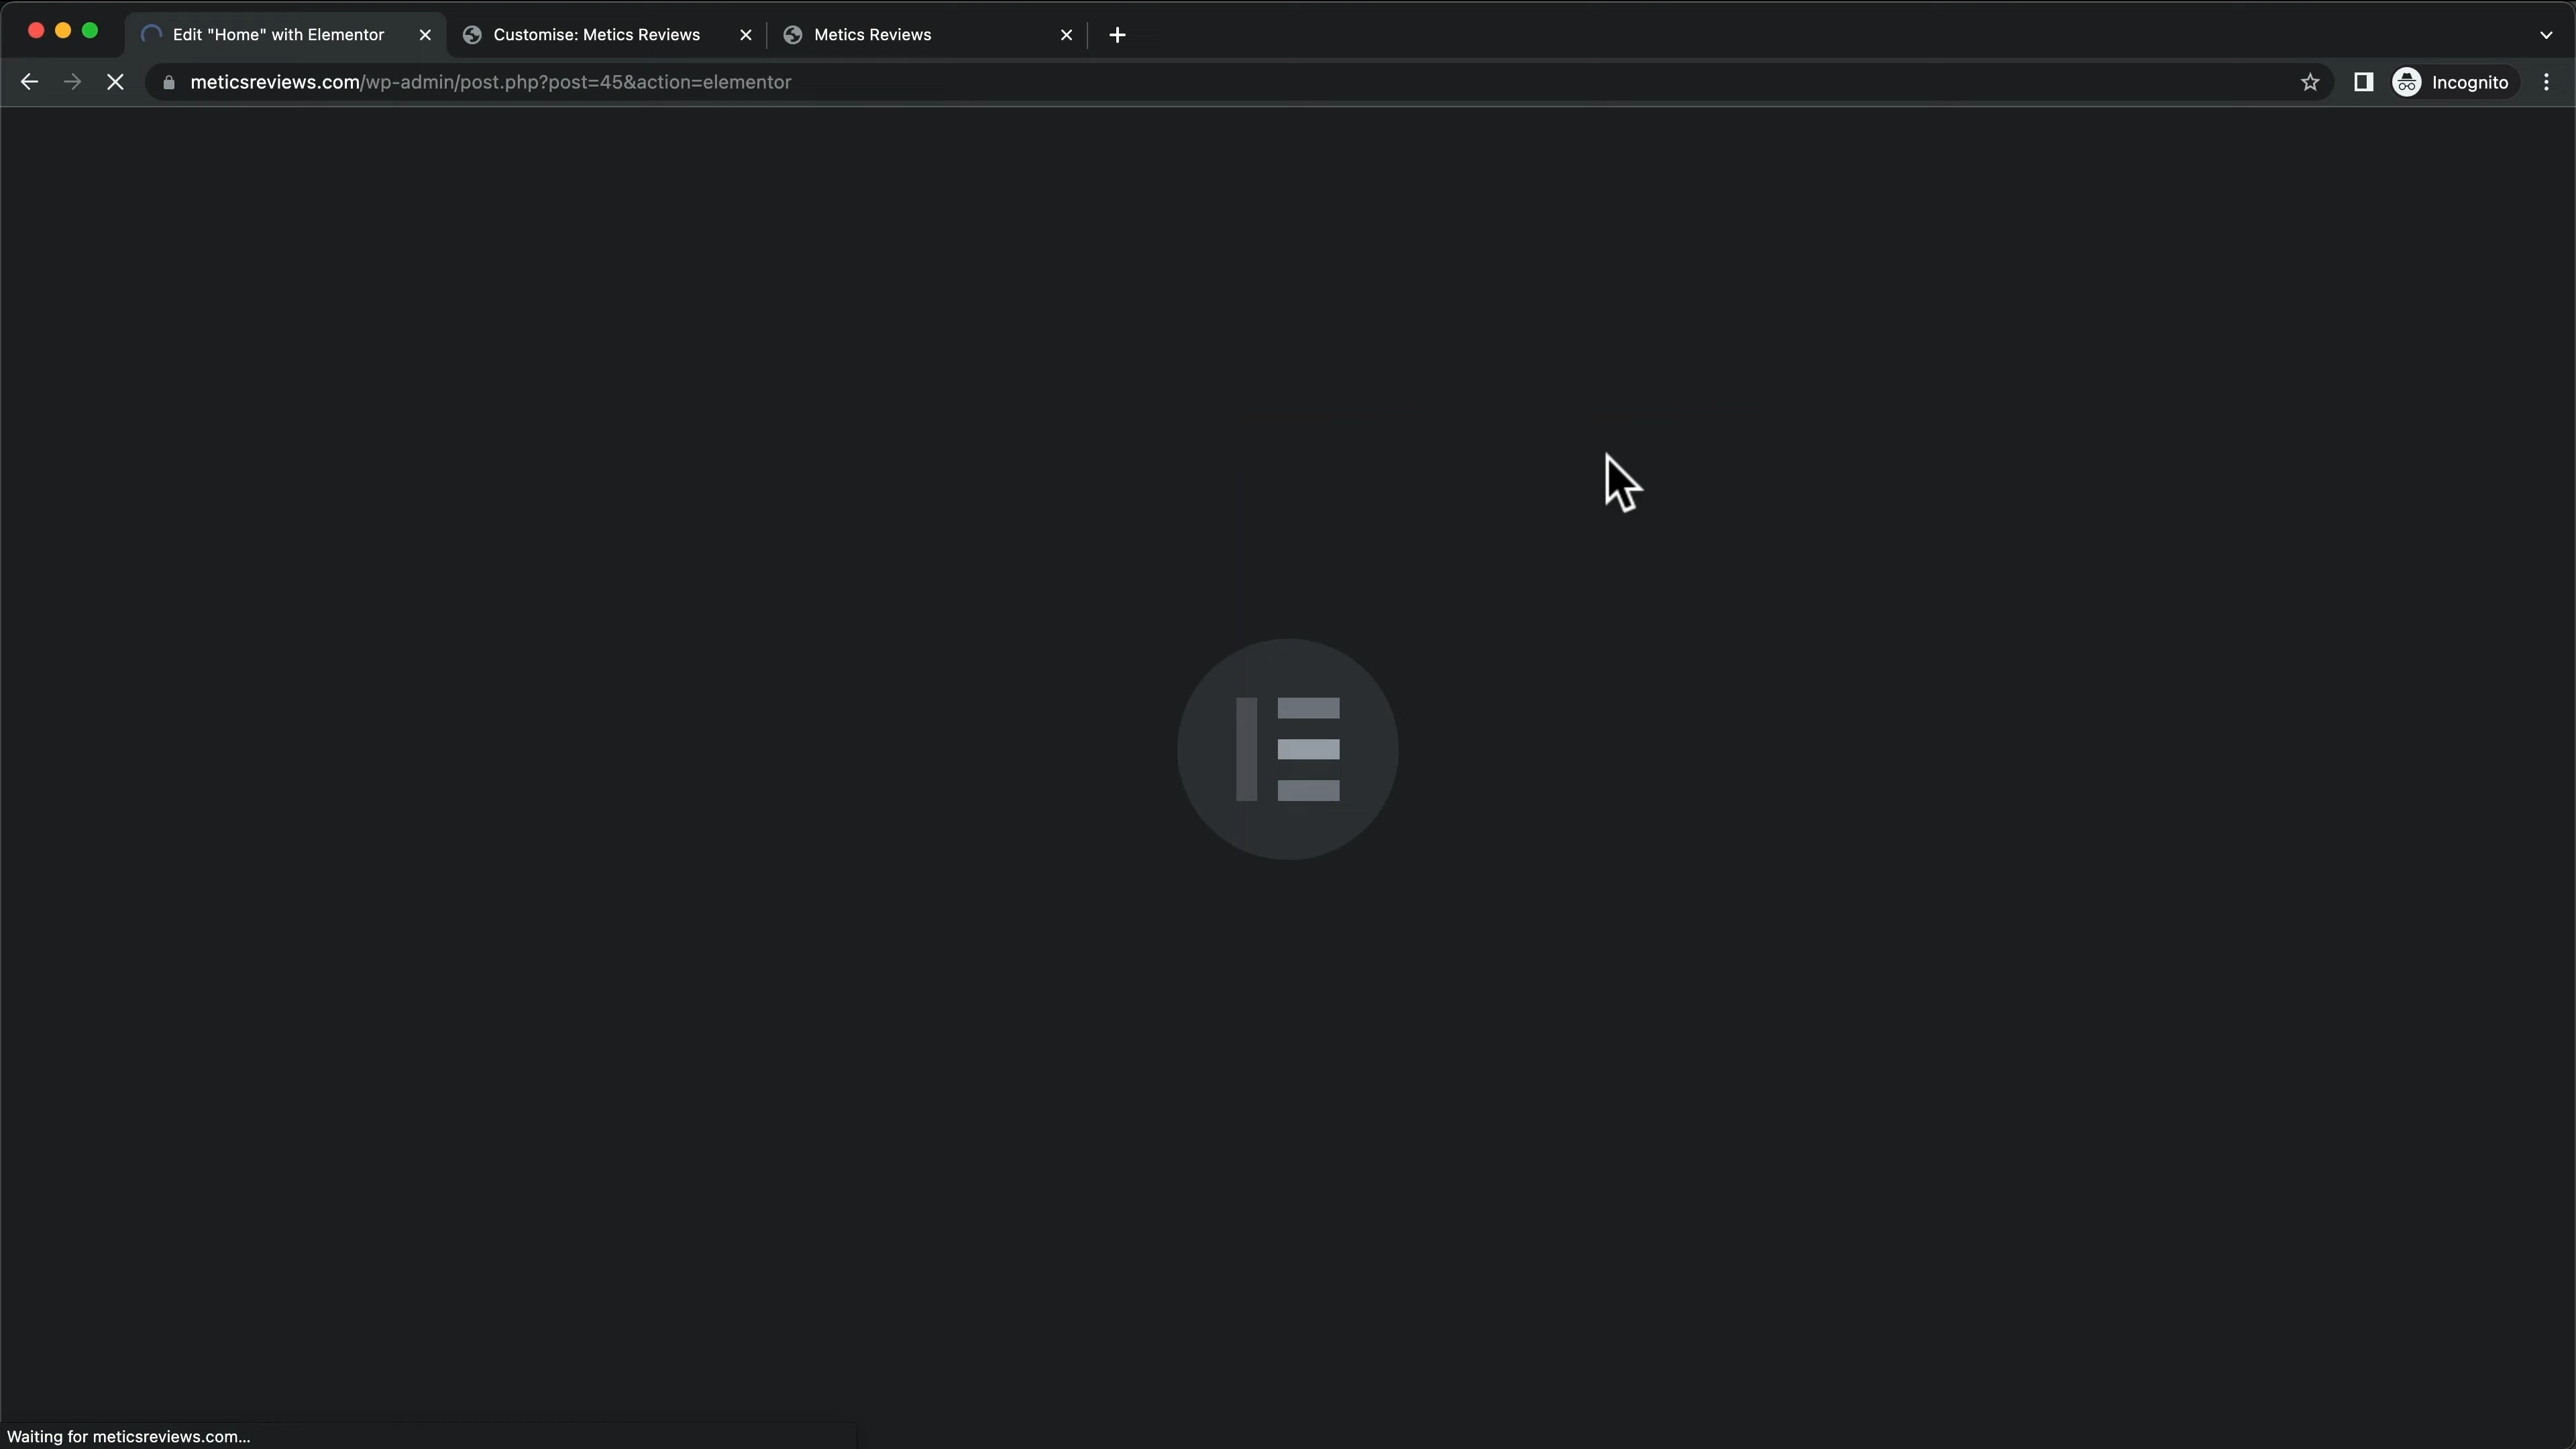 Edit "Home" with Elementor
Customise: Metics Reviews
Metics Reviews
meticsreviews.com/wp-admin/post.php?post=45&action=elementor
Incognito
Waiting for meticsreviews.com...